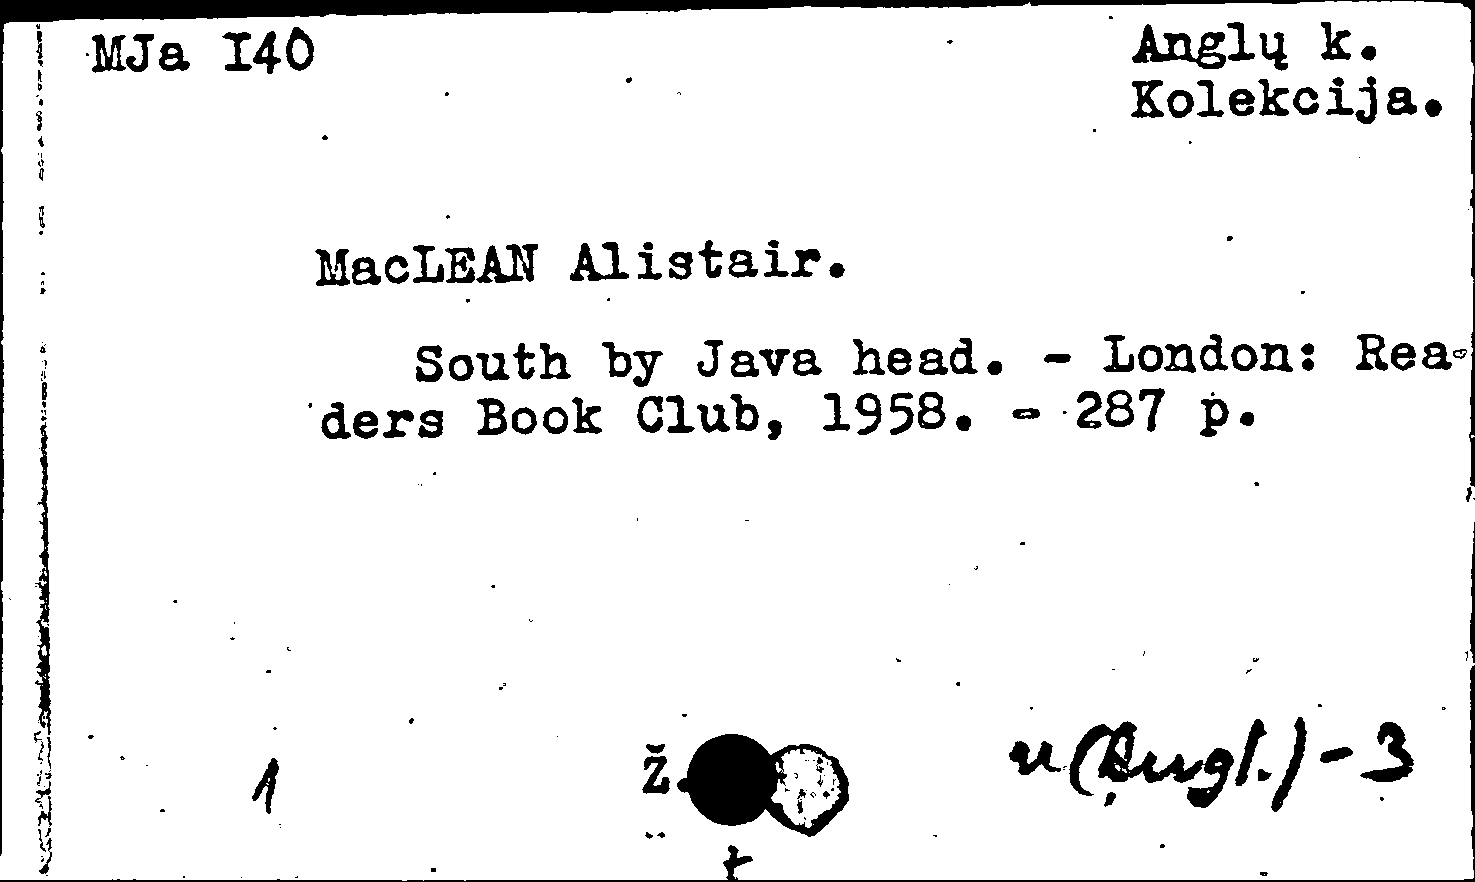 MJa I40
Anglų k.
Kolekcija.
MacLEAN Alistair.
South by Java head. - London: Rea-
ders Book Club, 1958. - 287 p.
1
Ž.
и(Angl.)-3